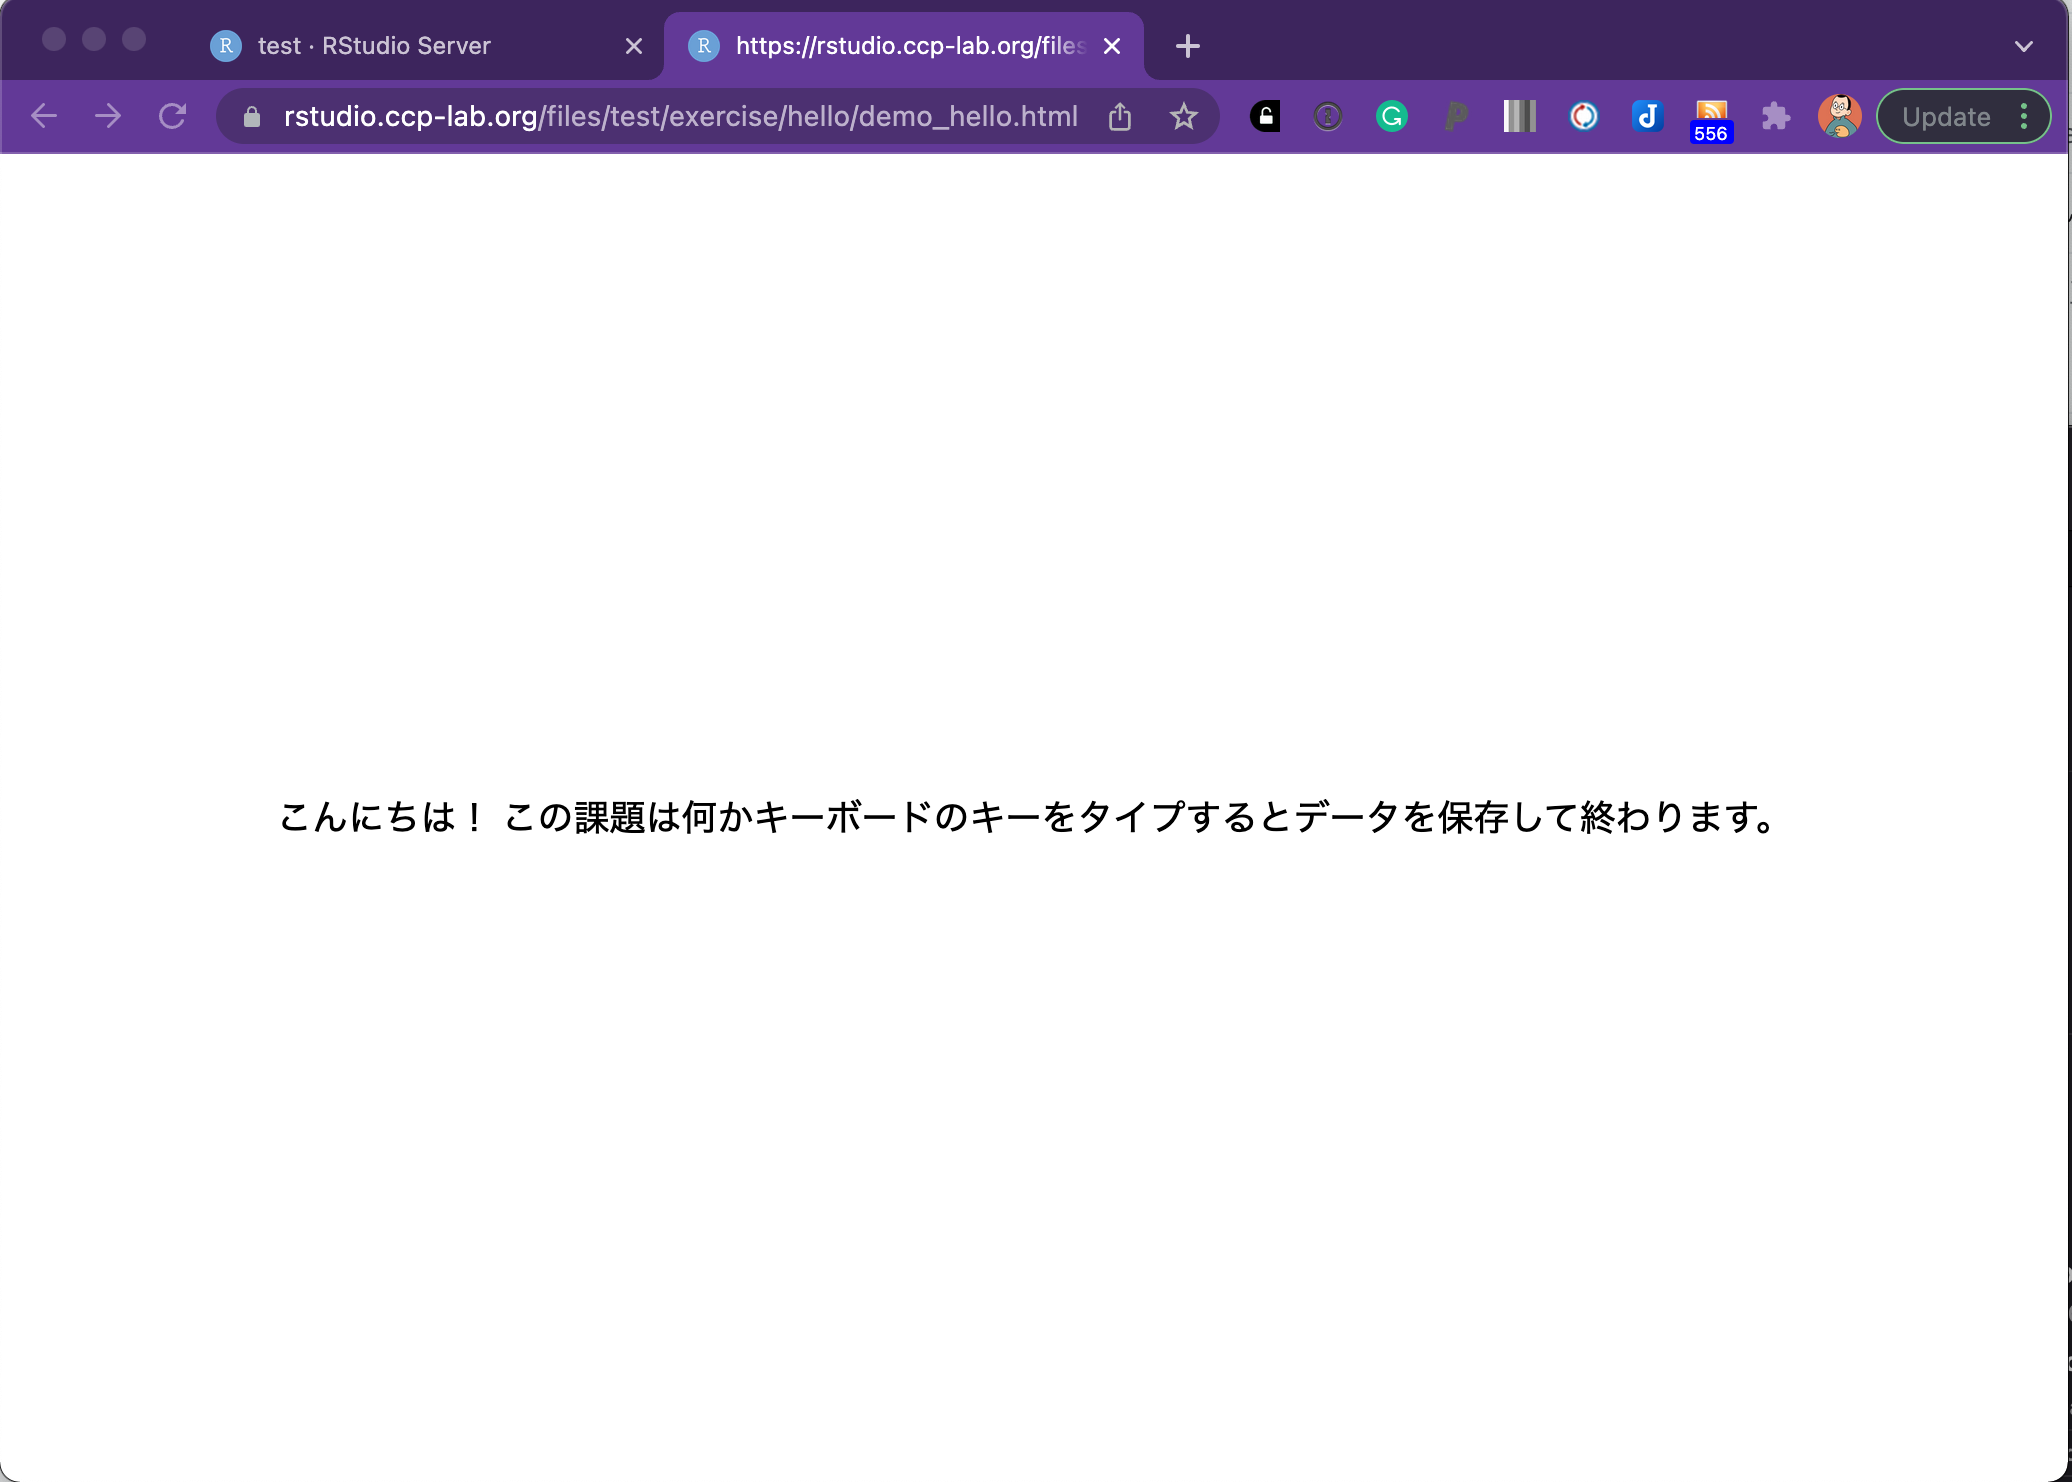 test · RStudio Server
https://rstudio.ccp-lab.org/files
rstudio.ccp-lab.org/files/test/exercise/hello/demo_hello.html
556
Update
こんにちは！ この課題は何かキーボードのキーをタイプするとデータを保存して終わります。